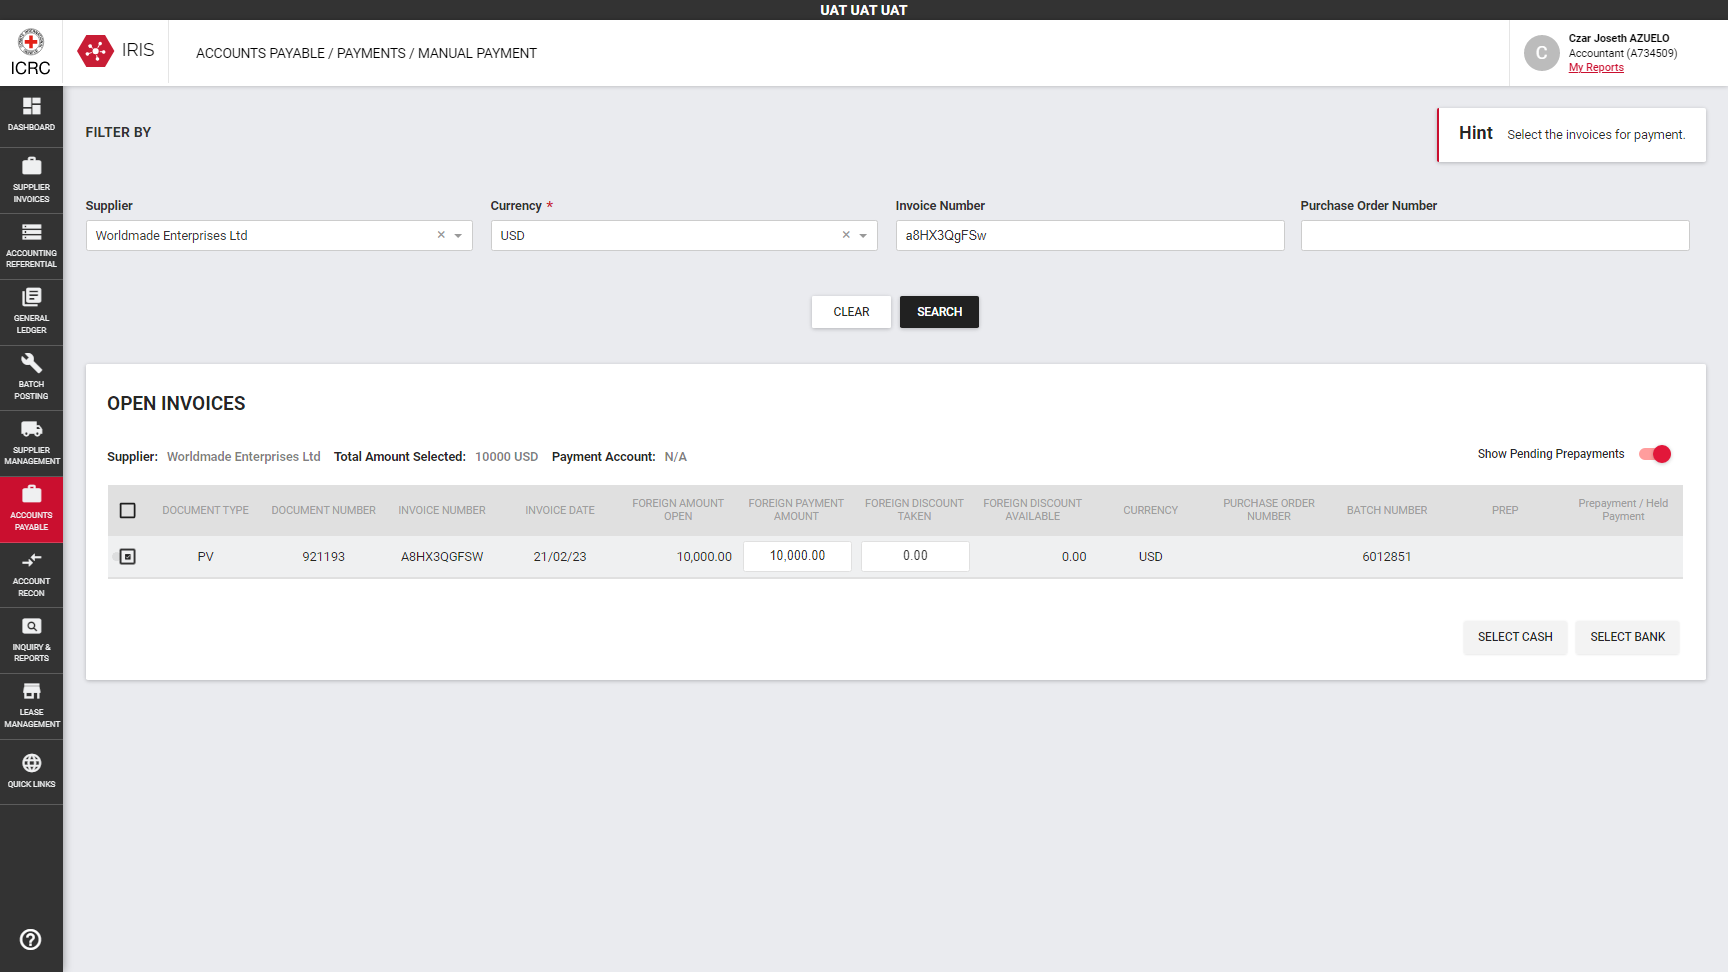 UAT UAT UAT
ICRC
IRIS
ACCOUNTS PAYABLE / PAYMENTS / MANUAL PAYMENT
C
Czar Joseth AZUELO
Accountant (A734509)
My Reports
DASHBOARD
SUPPLIER
INVOICES
ACCOUNTING
REFERENTIAL
GENERAL
LEDGER
BATCH
POSTING
SUPPLIER
MANAGEMENT
ACCOUNTS
PAYABLE
ACCOUNT
RECON
INQUIRY &
REPORTS
LEASE
MANAGEMENT
QUICK LINKS
FILTER BY
Hint Select the invoices for payment.
Supplier
Worldmade Enterprises Ltd
Currency *
USD
Invoice Number
a8HX3QgFSw
Purchase Order Number
CLEAR
SEARCH
OPEN INVOICES
Supplier: Worldmade Enterprises Ltd Total Amount Selected: 10000 USD Payment Account: N/A
Show Pending Prepayments
DOCUMENT TYPE
DOCUMENT NUMBER
INVOICE NUMBER
INVOICE DATE
FOREIGN AMOUNT
OPEN
FOREIGN PAYMENT
AMOUNT
FOREIGN DISCOUNT
TAKEN
FOREIGN DISCOUNT
AVAILABLE
CURRENCY
PURCHASE ORDER
NUMBER
BATCH NUMBER
PREP
Prepayment / Held
Payment
PV 921193 A8HX3QGFSW 21/02/23 10,000.00 10,000.00 0.00 0.00 USD 6012851
SELECT CASH
SELECT BANK